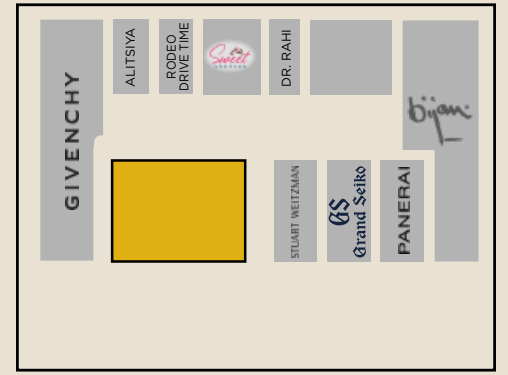 GIVENCHY
ALITSIYA
RODEO
DRIVE TIME
Sweet
DR. RAHI
bijan
STUART WEITZMAN
GS
Grand Seiko
PANERAI